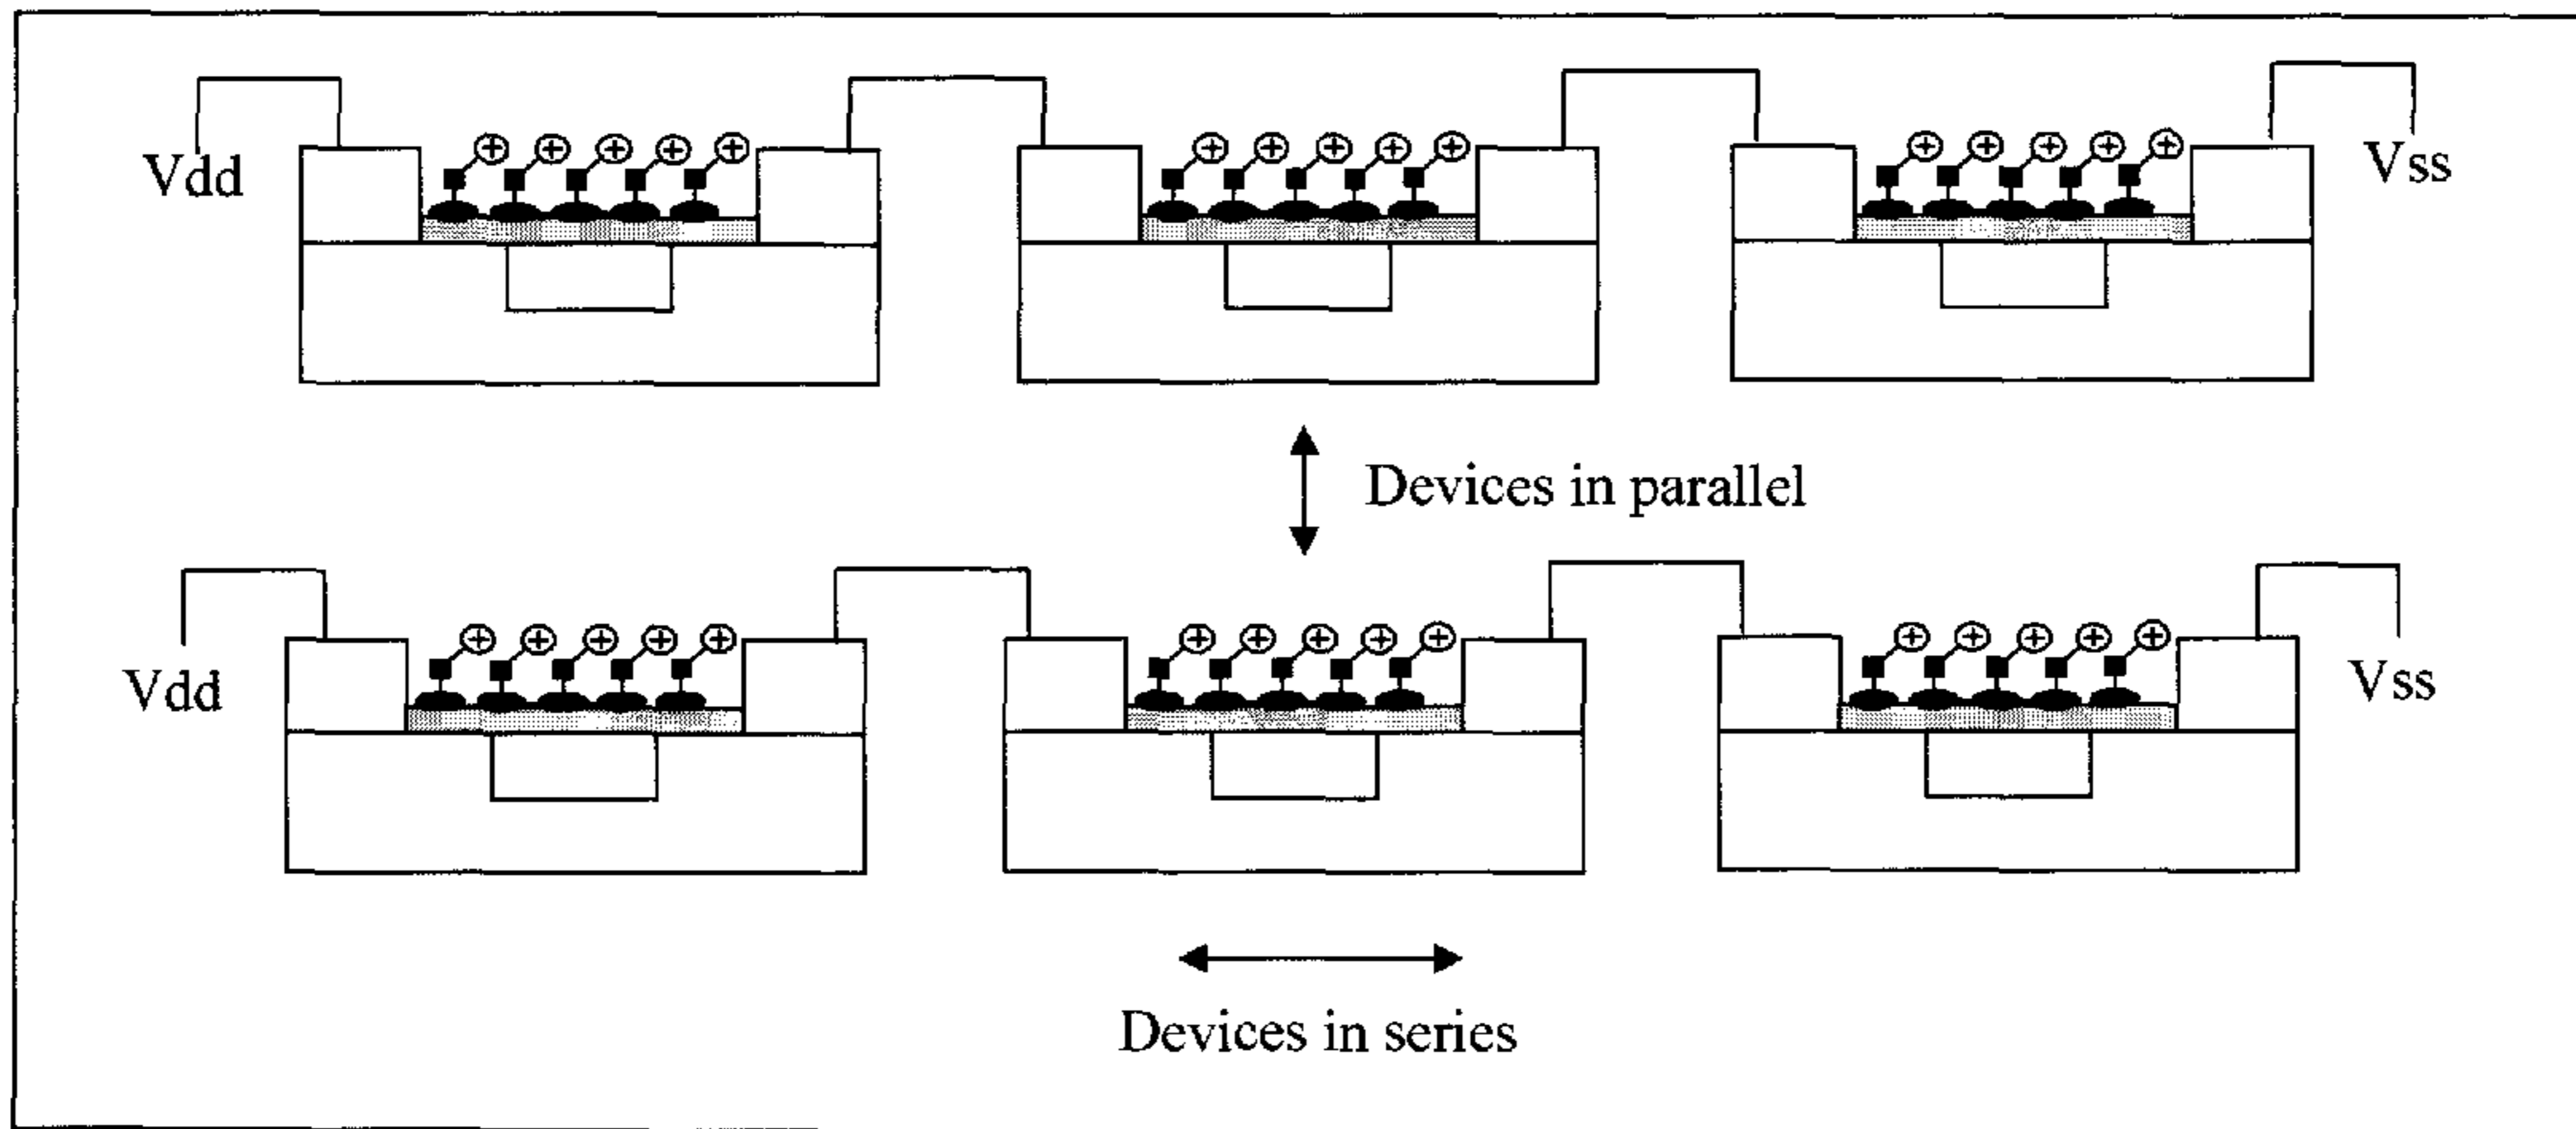 Vdd
Vss
Devices in parallel
Vdd
Vss
Devices in series